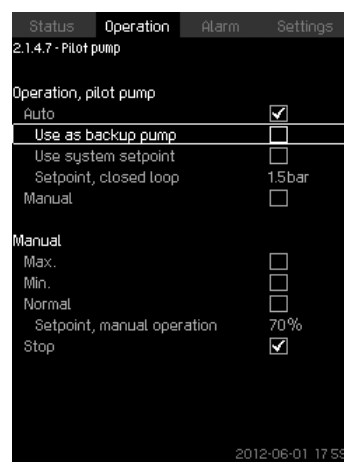 Status Operation Alarm Settings
2.1.4.7 - Pilot pump
Operation, pilot pump
Auto
Use as backup pump
Use system setpoint
Setpoint, closed loop 1.5bar
Manual
Manual
Max.
Min.
Normal
Setpoint, manual operation 70%
Stop
2012-06-01 17:59